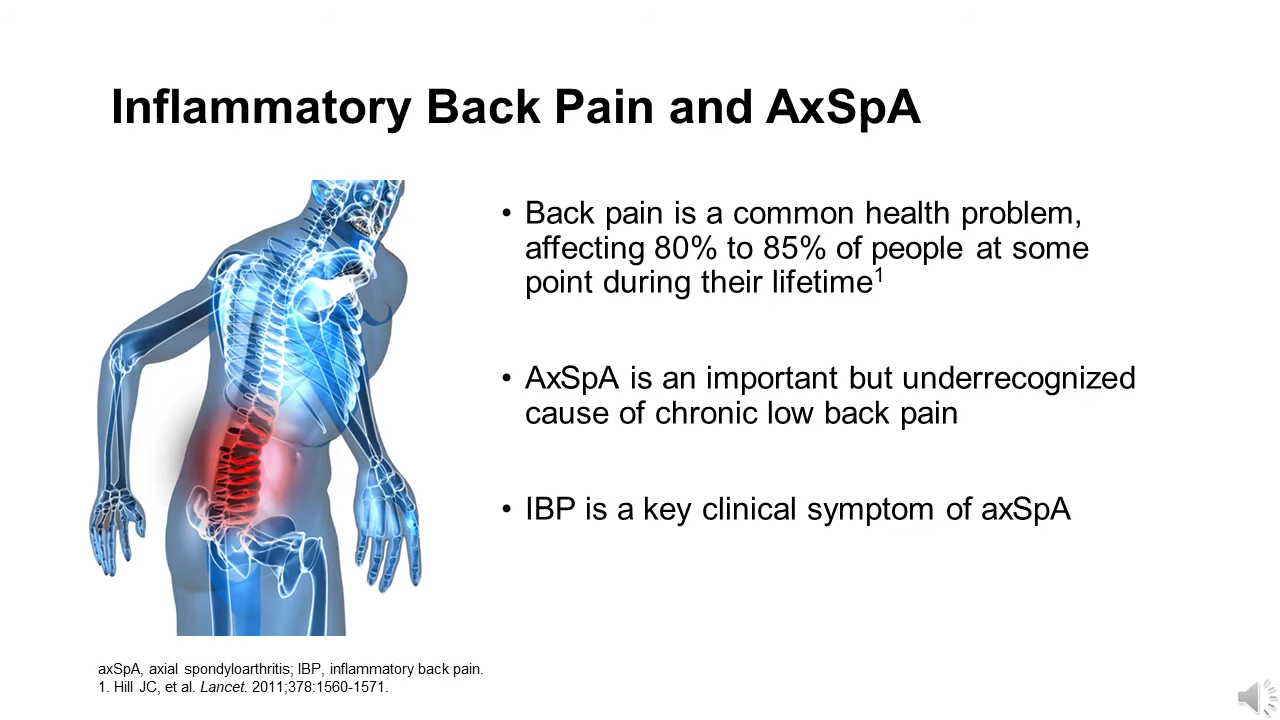 Inflammatory Back Pain and AxSpA
• Back pain is a common health problem,
affecting 80% to 85% of people at some
point during their lifetime¹
• AxSpA is an important but underrecognized
cause of chronic low back pain
• IBP is a key clinical symptom of axSpA
axSpA, axial spondyloarthritis; IBP, inflammatory back pain.
1. Hill JC, et al. Lancet. 2011;378:1560-1571.